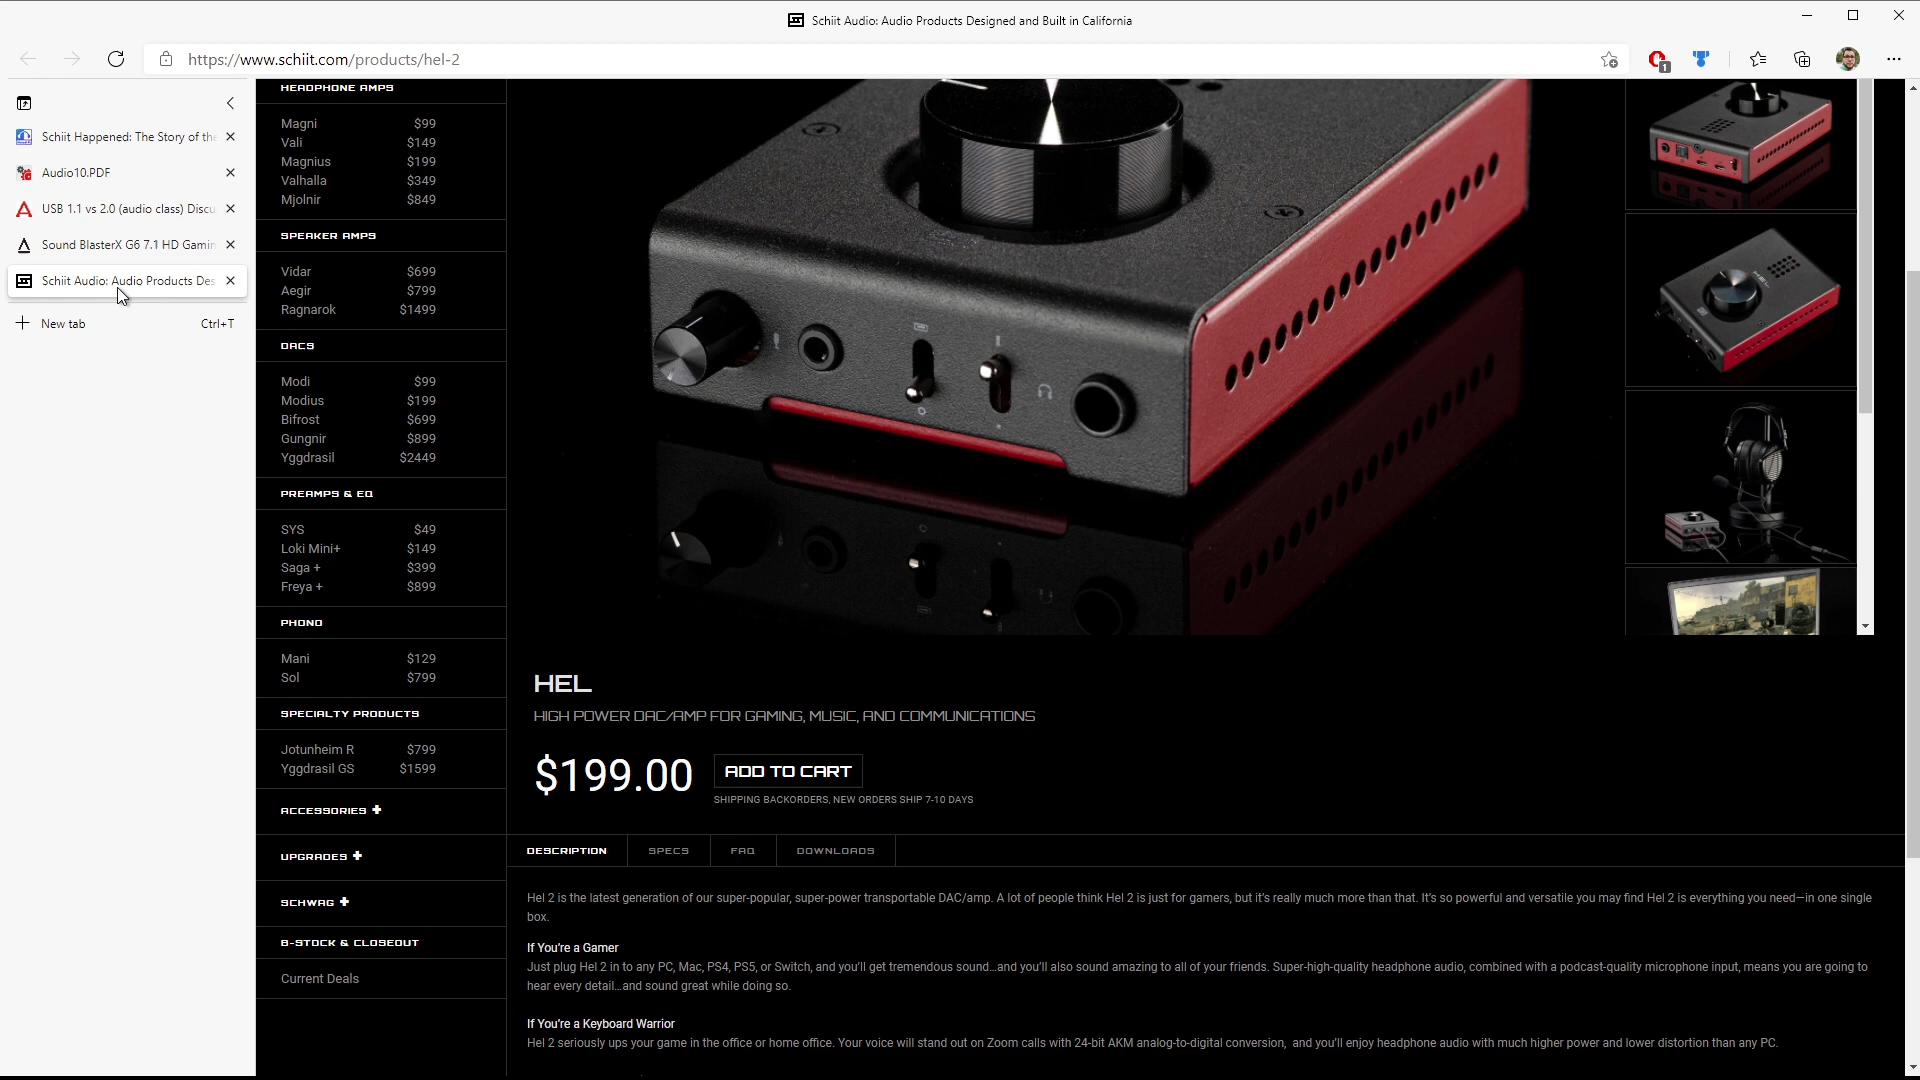 Schiit Audio: Audio Products Designed and Built in California
https://www.schiit.com/products/hel-2
1
Schiit Happened: The Story of the
Audio10.PDF
USB 1.1 vs 2.0 (audio class) Discu
Sound BlasterX G6 7.1 HD Gamin
Schiit Audio: Audio Products Des
New tab Ctrl+T
HEADPHONE AMPS
Magni $99
Vali $149
Magnius $199
Valhalla $349
Mjolnir $849
SPEAKER AMPS
Vidar $699
Aegir $799
Ragnarok $1499
DACS
Modi $99
Modius $199
Bifrost $699
Gungnir $899
Yggdrasil $2449
PREAMPS & EQ
SYS $49
Loki Mini+ $149
Saga + $399
Freya + $899
PHONO
Mani $129
Sol $799
SPECIALTY PRODUCTS
Jotunheim R $799
Yggdrasil GS $1599
ACCESSORIES +
UPGRADES +
SCHWAG +
B-STOCK & CLOSEOUT
Current Deals
HEL
HIGH POWER DAC/AMP FOR GAMING, MUSIC, AND COMMUNICATIONS
$199.00 ADD TO CART
SHIPPING BACKORDERS, NEW ORDERS SHIP 7-10 DAYS
DESCRIPTION SPECS FAQ DOWNLOADS
Hel 2 is the latest generation of our super-popular, super-power transportable DAC/amp. A lot of people think Hel 2 is just for gamers, but it's really much more than that. It's so powerful and versatile you may find Hel 2 is everything you need—in one single
box.
If You're a Gamer
Just plug Hel 2 in to any PC, Mac, PS4, PS5, or Switch, and you'll get tremendous sound...and you'll also sound amazing to all of your friends. Super-high-quality headphone audio, combined with a podcast-quality microphone input, means you are going to
hear every detail...and sound great while doing so.
If You're a Keyboard Warrior
Hel 2 seriously ups your game in the office or home office. Your voice will stand out on Zoom calls with 24-bit AKM analog-to-digital conversion, and you'll enjoy headphone audio with much higher power and lower distortion than any PC.